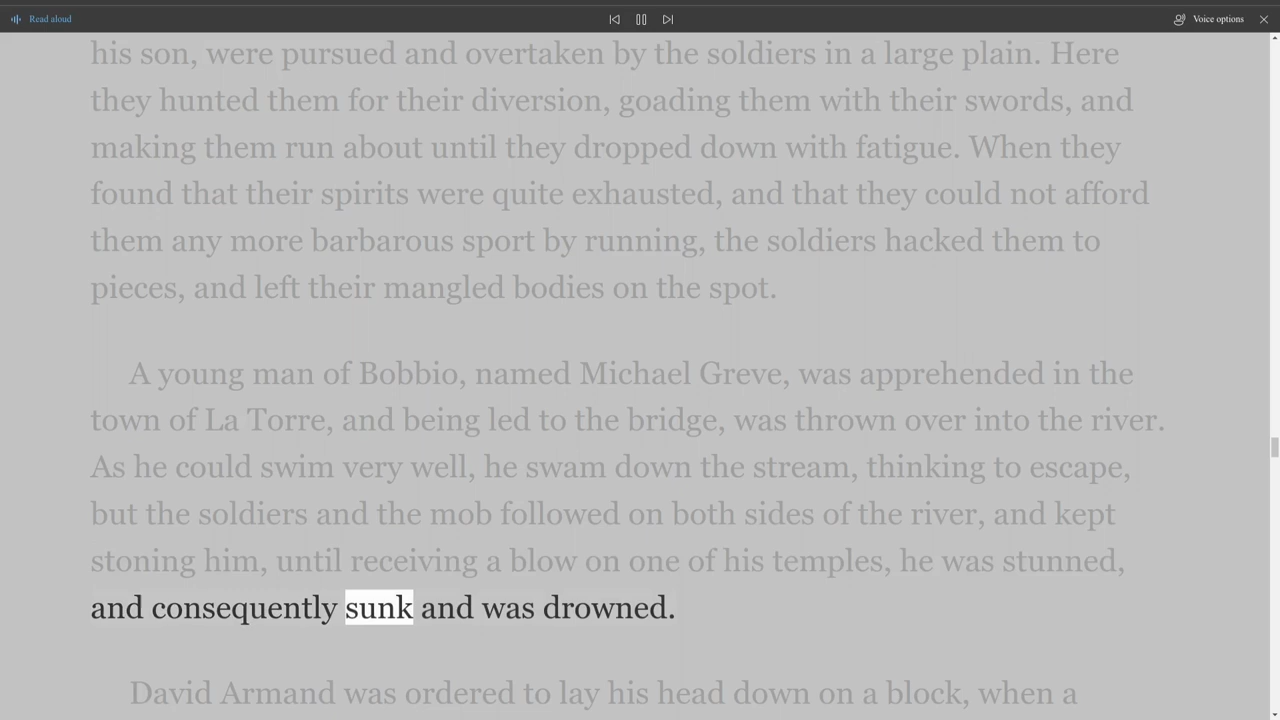 Read aloud
Voice options
his son, were pursued and overtaken by the soldiers in a large plain. Here
they hunted them for their diversion, goading them with their swords, and
making them run about until they dropped down with fatigue. When they
found that their spirits were quite exhausted, and that they could not afford
them any more barbarous sport by running, the soldiers hacked them to
pieces, and left their mangled bodies on the spot.
A young man of Bobbio, named Michael Greve, was apprehended in the
town of La Torre, and being led to the bridge, was thrown over into the river.
As he could swim very well, he swam down the stream, thinking to escape,
but the soldiers and the mob followed on both sides of the river, and kept
stoning him, until receiving a blow on one of his temples, he was stunned,
and consequently sunk and was drowned.
David Armand was ordered to lay his head down on a block, when a